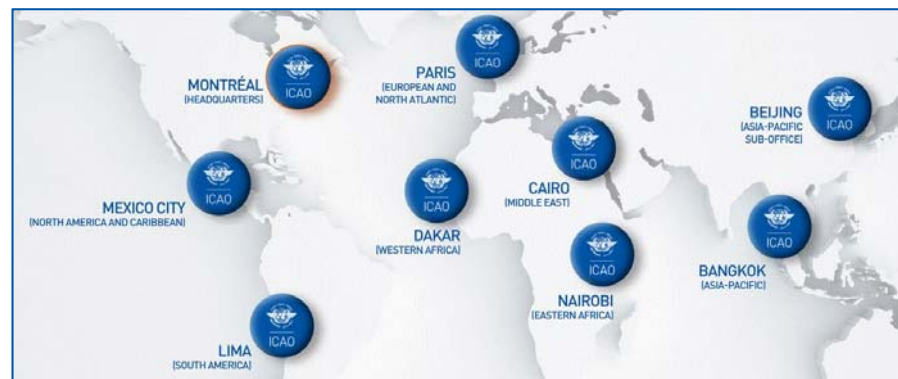 ICAO
MONTRÉAL
(HEADQUARTERS)
ICAO
PARIS
(EUROPEAN AND
NORTH ATLANTIC)
ICAO
BEIJING
(ASIA-PACIFIC
SUB-OFFICE)
ICAO
MEXICO CITY
(NORTH AMERICA AND CARIBBEAN)
ICAO
DAKAR
(WESTERN AFRICA)
ICAO
CAIRO
(MIDDLE EAST)
ICAO
BANGKOK
(ASIA-PACIFIC)
ICAO
NAIROBI
(EASTERN AFRICA)
ICAO
LIMA
(SOUTH AMERICA)
ICAO